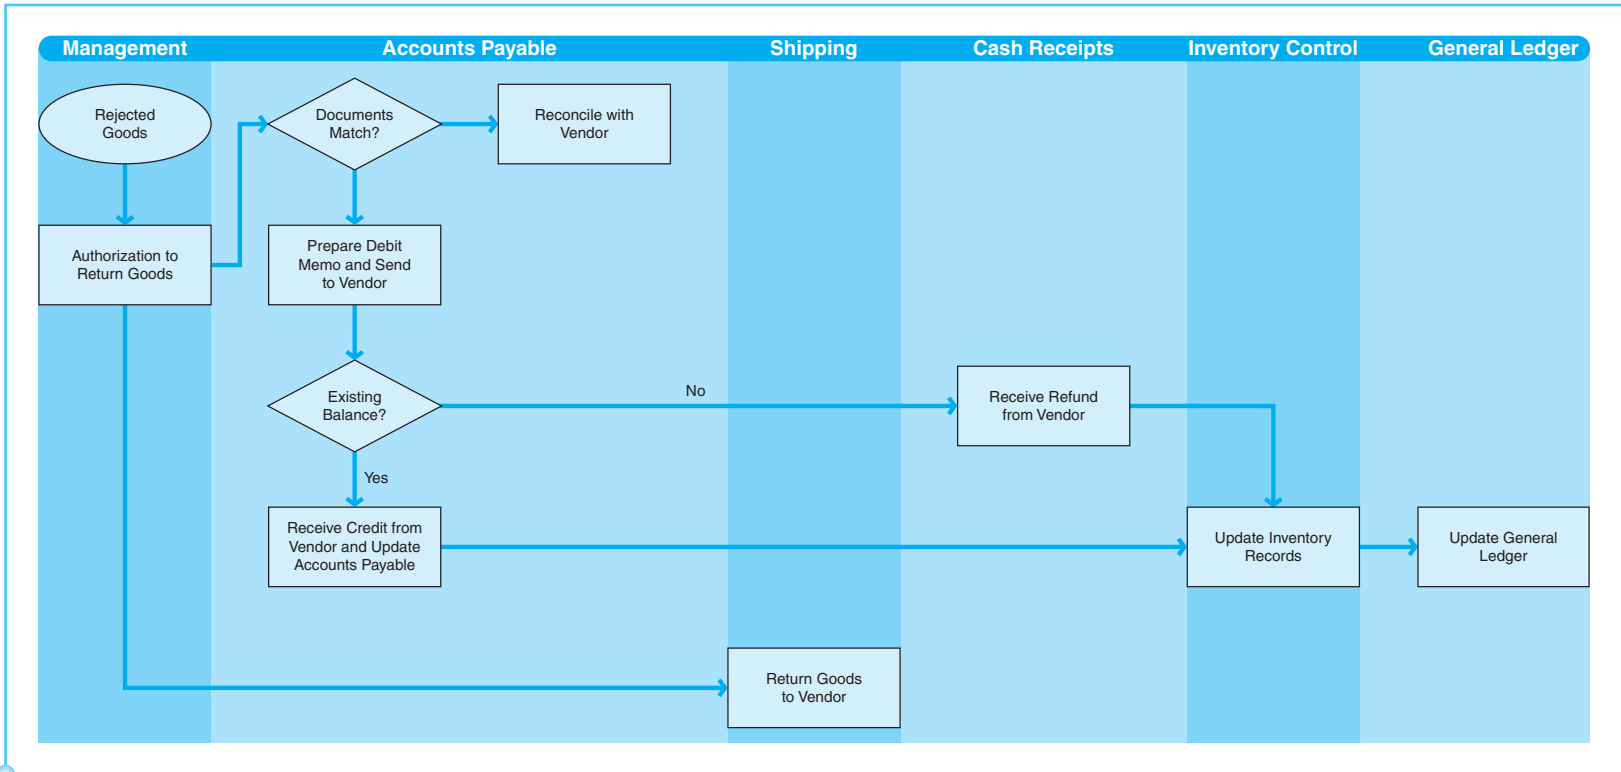 Management
Accounts Payable
Shipping
Cash Receipts
Inventory Control
General Ledger
Rejected
Goods
Documents
Match?
Reconcile with
Vendor
Authorization to
Return Goods
Prepare Debit
Memo and Send
to Vendor
Existing
Balance?
No
Receive Refund
from Vendor
Yes
Receive Credit from
Vendor and Update
Accounts Payable
Update Inventory
Records
Update General
Ledger
Return Goods
to Vendor